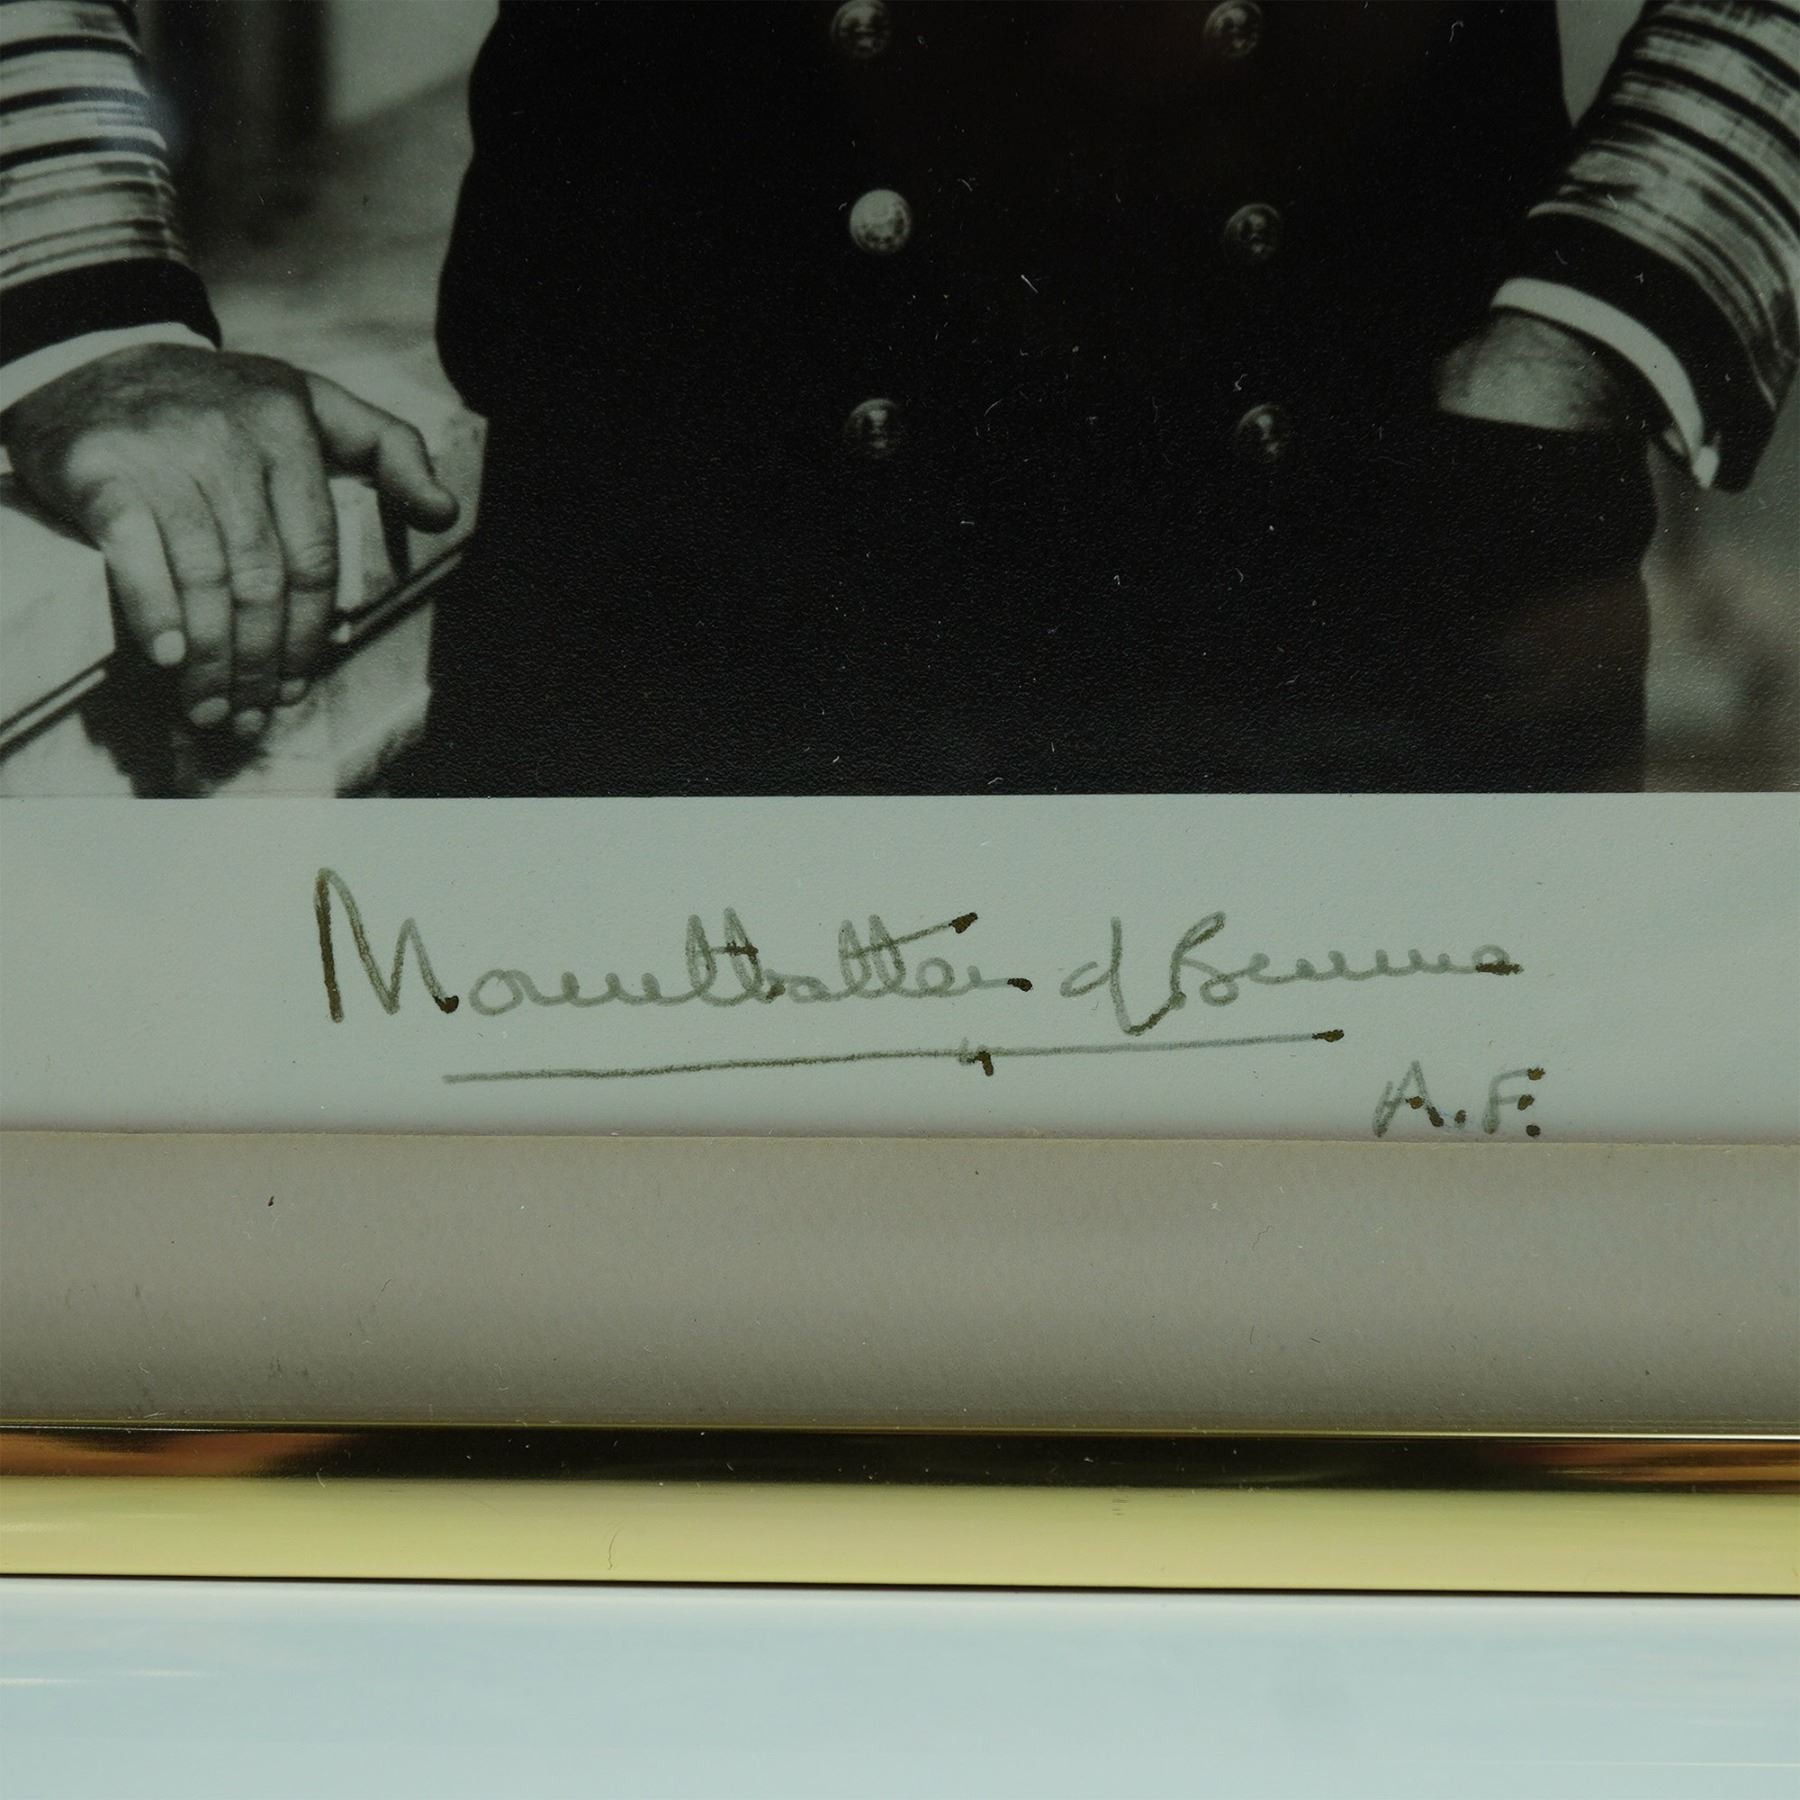 Mountbatten of Burma
A.F.